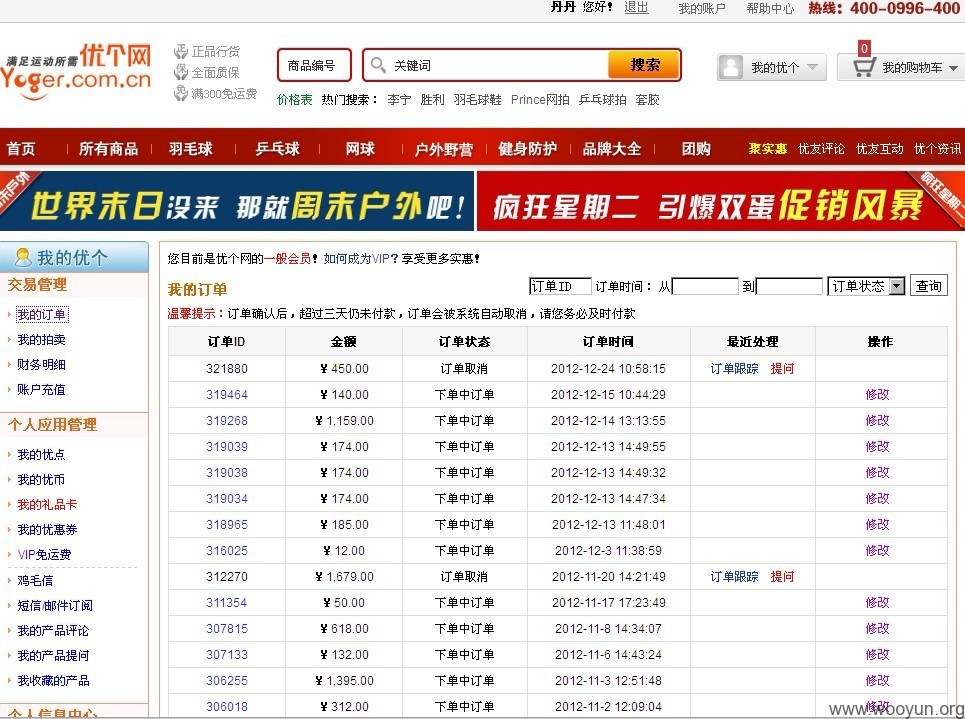 丹丹 您好! 退出 我的账户 帮助中心 热线：400-0996-400
满足运动所需 优个网
Yoger.com.cn
正品行货
全面质保
满300免运费
商品编号 关键词 搜索
价格表 热门搜索： 李宁 胜利 羽毛球鞋 Prince网拍 乒乓球拍 套胶
我的优个 0 我的购物车
首页 所有商品 羽毛球 乒乓球 网球 户外野营 健身防护 品牌大全 团购 聚实惠 优友评论 优友互动 优个资讯
世界末日没来 那就周末户外吧! 疯狂星期二 引爆双蛋促销风暴
我的优个
交易管理
我的订单
我的拍卖
财务明细
账户充值
个人应用管理
我的优点
我的优币
我的礼品卡
我的优惠券
VIP免运费
鸡毛信
短信/邮件订阅
我的产品评论
我的产品提问
我收藏的产品
个人信息中心
您目前是优个网的一般会员! 如何成为VIP? 享受更多实惠!
我的订单 订单ID 订单时间： 从 到 订单状态 查询
温馨提示：订单确认后，超过三天仍未付款，订单会被系统自动取消，请您务必及时付款
订单ID 金额 订单状态 订单时间 最近处理 操作
321880 ¥ 450.00 订单取消 2012-12-24 10:58:15 订单跟踪 提问
319464 ¥ 140.00 下单中订单 2012-12-15 10:44:29 修改
319268 ¥ 1,159.00 下单中订单 2012-12-14 13:13:55 修改
319039 ¥ 174.00 下单中订单 2012-12-13 14:49:55 修改
319038 ¥ 174.00 下单中订单 2012-12-13 14:49:32 修改
319034 ¥ 174.00 下单中订单 2012-12-13 14:47:34 修改
318965 ¥ 185.00 下单中订单 2012-12-13 11:48:01 修改
316025 ¥ 12.00 下单中订单 2012-12-3 11:38:59 修改
312270 ¥ 1,679.00 订单取消 2012-11-20 14:21:49 订单跟踪 提问
311354 ¥ 50.00 下单中订单 2012-11-17 17:23:49 修改
307815 ¥ 618.00 下单中订单 2012-11-8 14:34:07 修改
307133 ¥ 132.00 下单中订单 2012-11-6 14:43:24 修改
306255 ¥ 1,395.00 下单中订单 2012-11-3 12:51:48 修改
306018 ¥ 312.00 下单中订单 2012-11-2 12:09:04 修改
www.wooyun.org